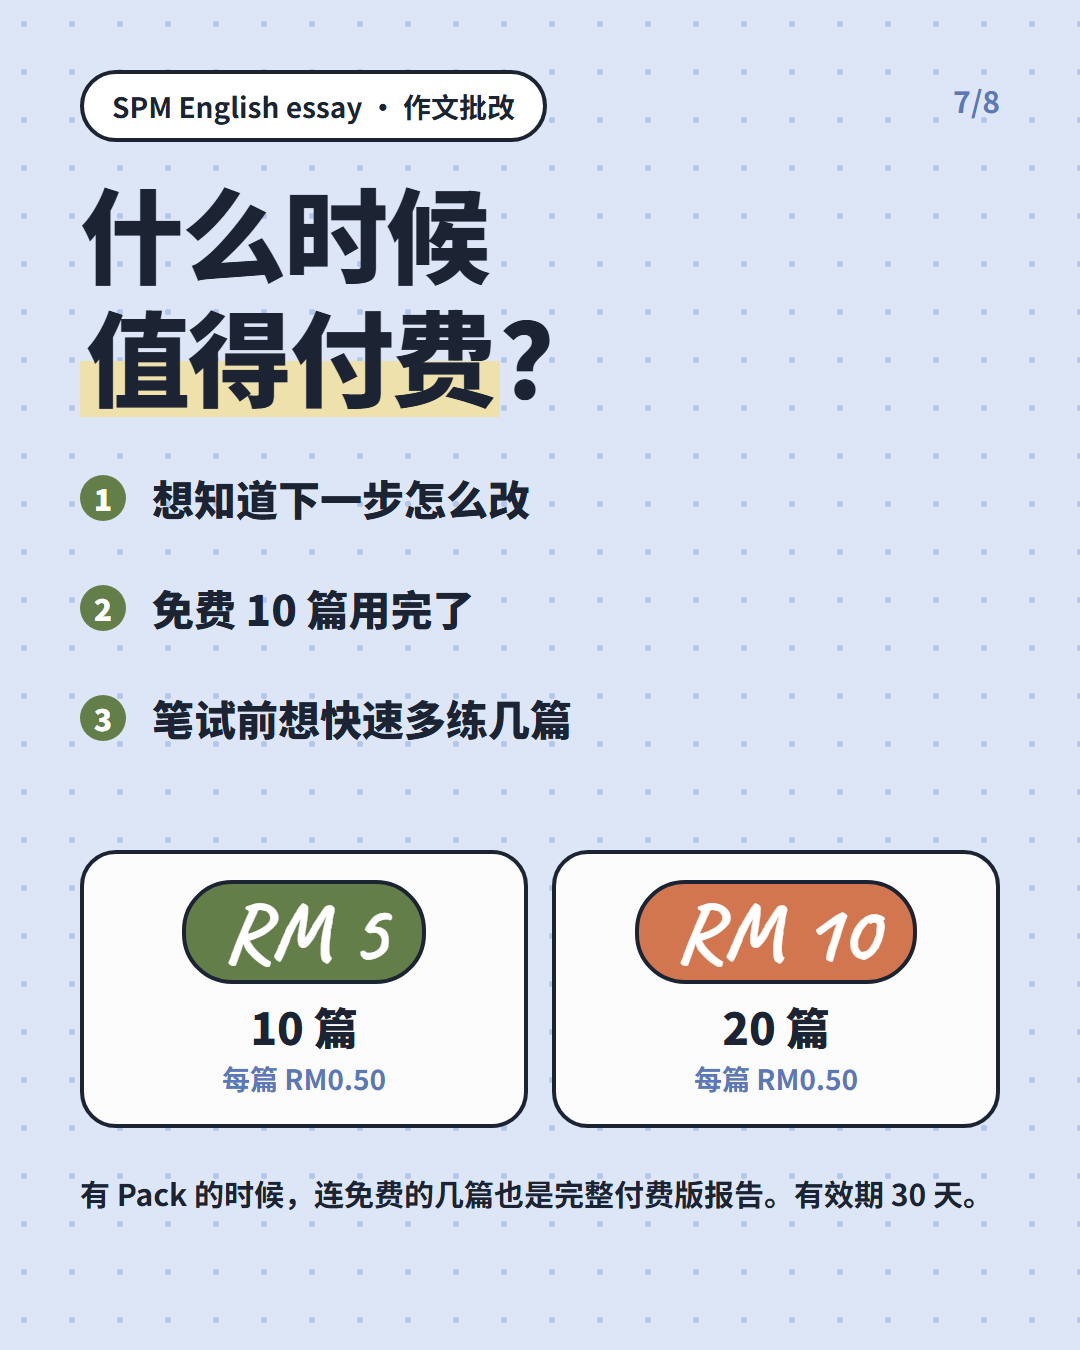 SPM English essay · 作文批改
7/8
什么时候
值得付费?
1 想知道下一步怎么改
2 免费 10 篇用完了
3 笔试前想快速多练几篇
RM 5
10 篇
每篇 RM0.50
RM 10
20 篇
每篇 RM0.50
有 Pack 的时候，连免费的几篇也是完整付费版报告。有效期 30 天。